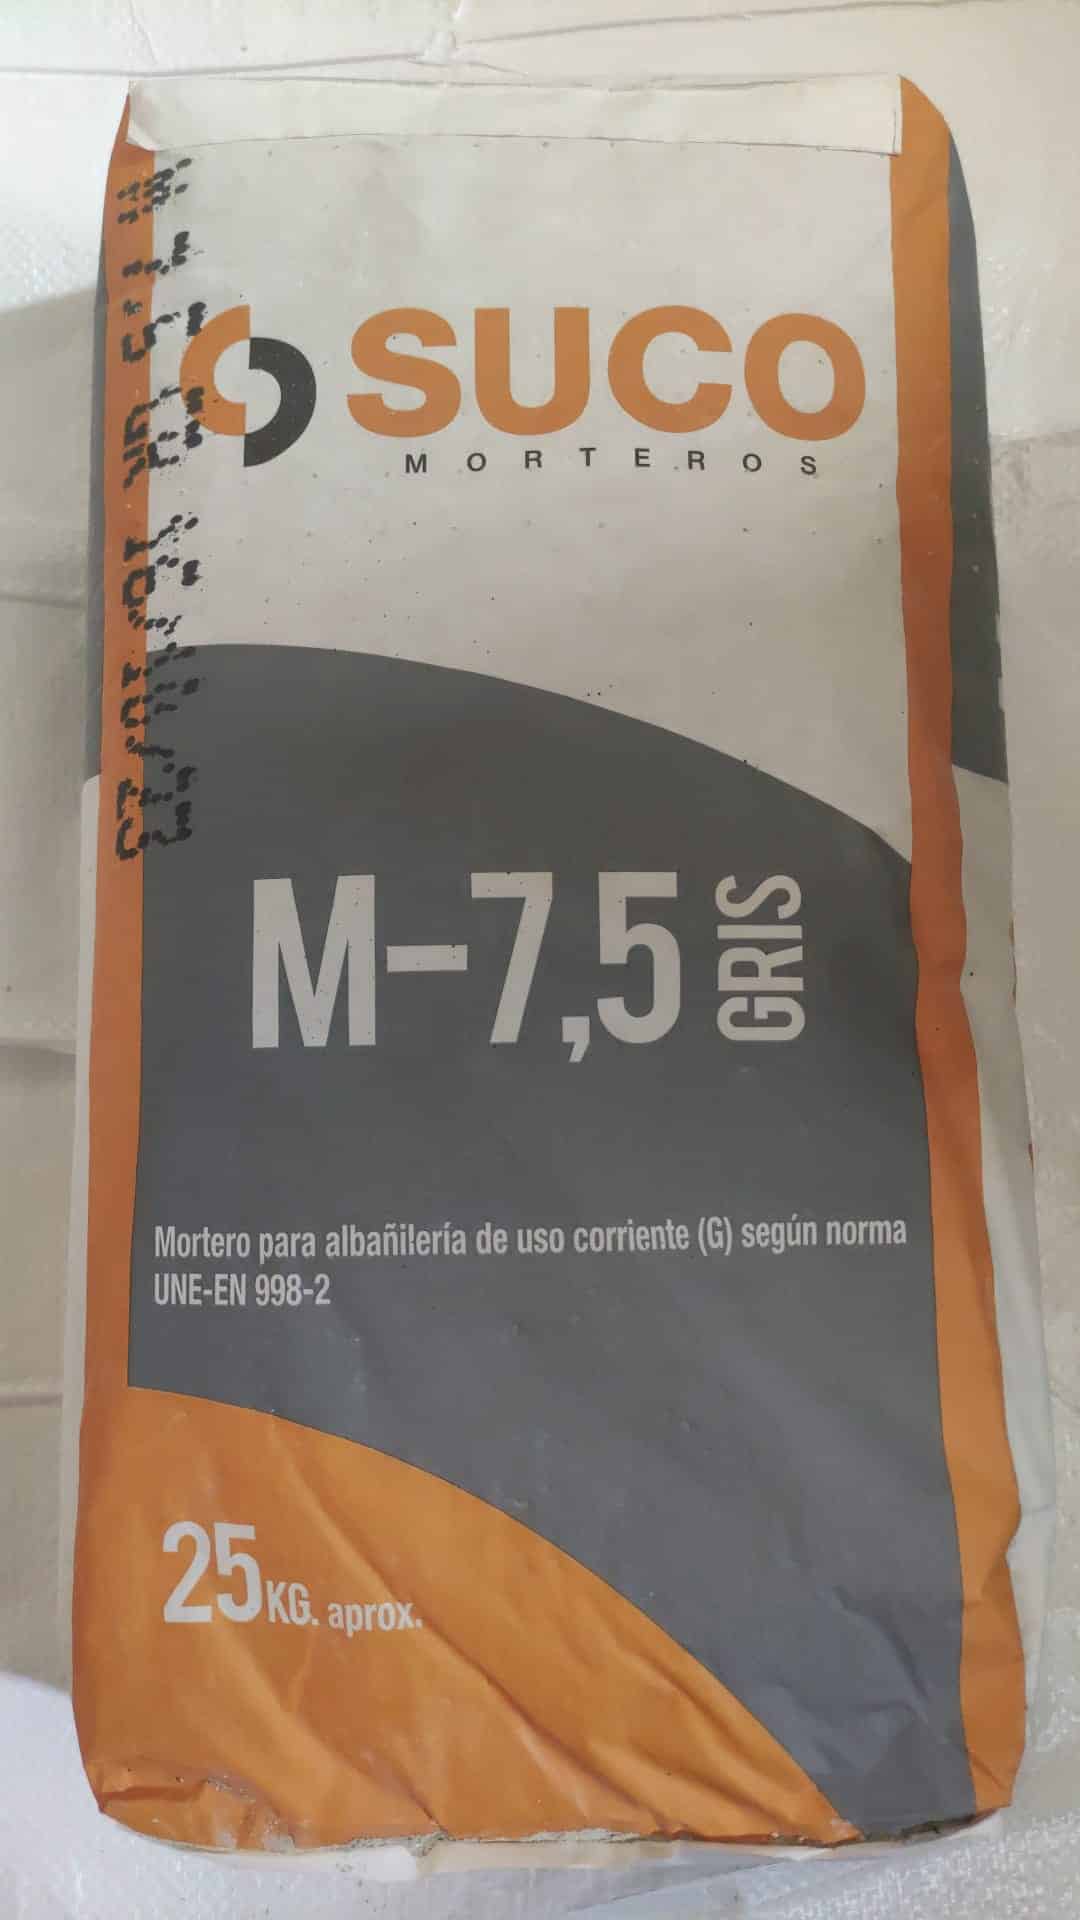 SUCO
MORTEROS
M-7,5
GRIS
Mortero para albañilería de uso corriente (G) según norma
UNE-EN 998-2
25KG. aprox.